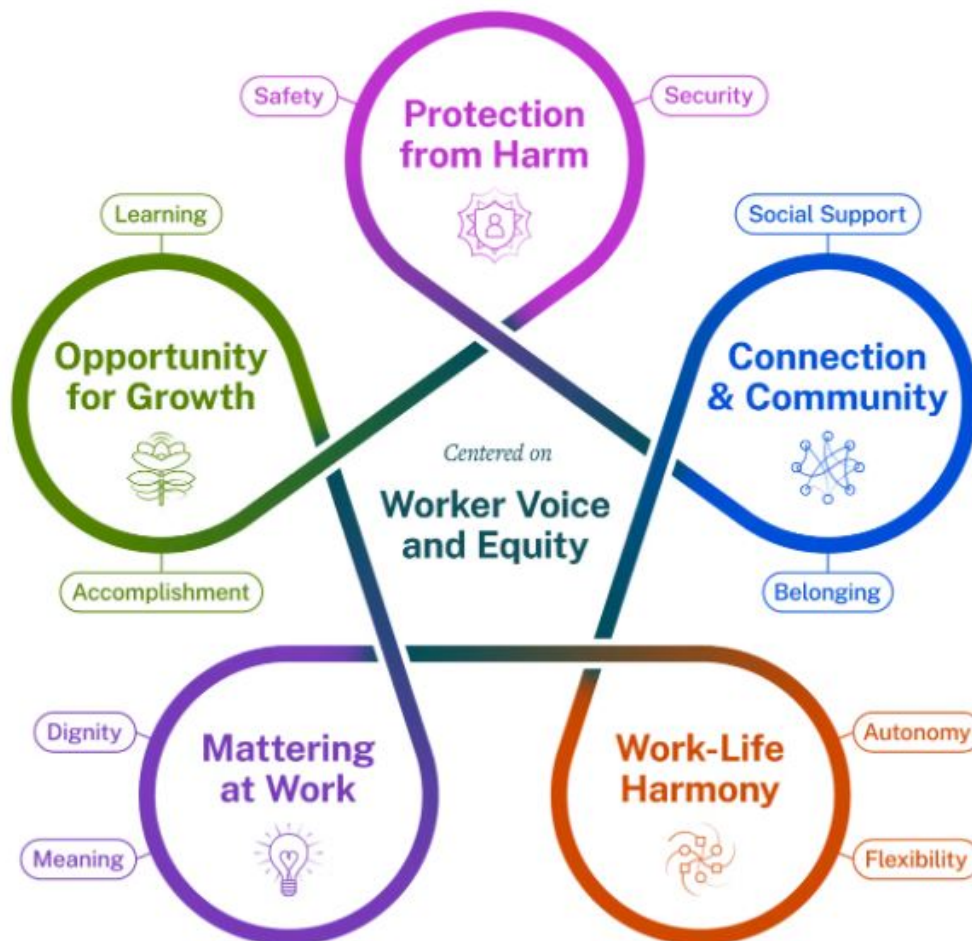 Safety
Security
Protection
from Harm
Learning
Social Support
Opportunity
for Growth
Connection
& Community
Centered on
Worker Voice
and Equity
Accomplishment
Belonging
Dignity
Mattering
at Work
Meaning
Work-Life
Harmony
Autonomy
Flexibility